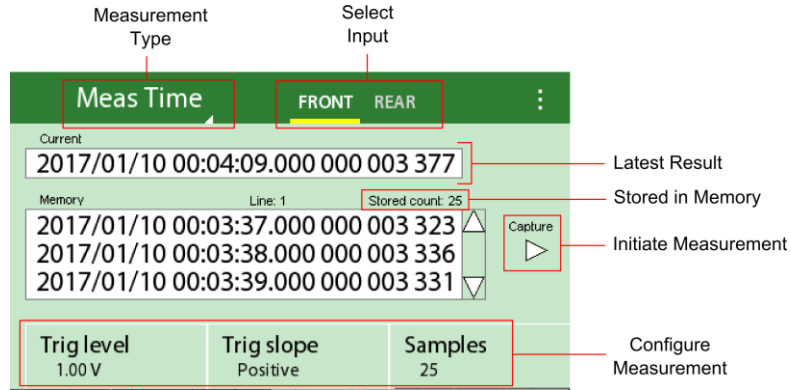 Measurement
Type
Select
Input
Meas Time
FRONT REAR
Current
2017/01/10 00:04:09.000 000 003 377
Latest Result
Memory Line: 1 Stored count: 25
Stored in Memory
2017/01/10 00:03:37.000 000 003 323
2017/01/10 00:03:38.000 000 003 336
2017/01/10 00:03:39.000 000 003 331
Capture
Initiate Measurement
Trig level Trig slope Samples
1.00 V Positive 25
Configure
Measurement